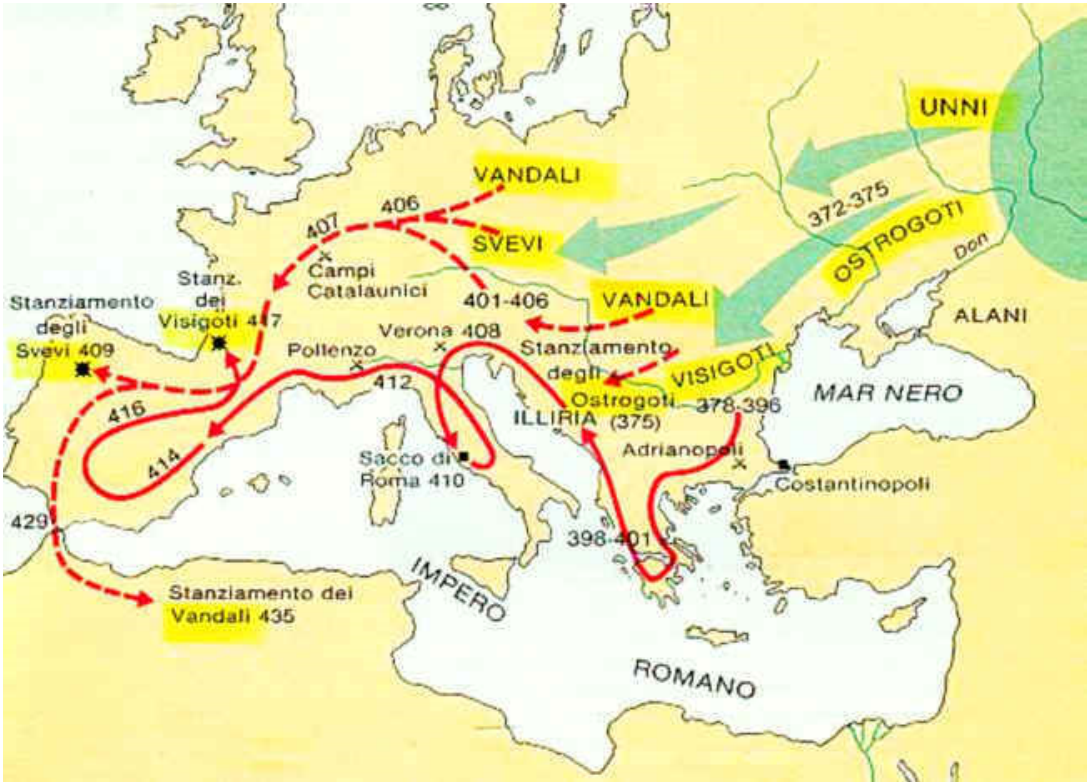 UNNI
VANDALI
372-375
406
OSTROGOTI
407
SVEVI
Don
Campi
Catalaunici
Stanz.
dei
Visigoti 417
401-406
VANDALI
ALANI
Stanziamento
degli
Svevi 409
Verona 408
Stanziamento
degli
Ostrogoti
(375)
VISIGOTI
Pollenzo
412
MAR NERO
378-396
ILLIRIA
416
Adrianopoli
414
Sacco di
Roma 410
Costantinopoli
429
398-401
IMPERO
Stanziamento dei
Vandali 435
ROMANO